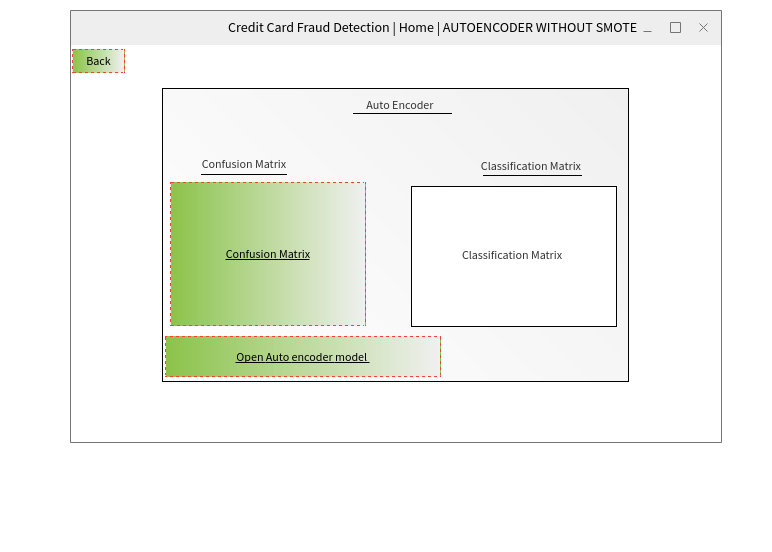 Credit Card Fraud Detection | Home | AUTOENCODER WITHOUT SMOTE
Back
Auto Encoder
Confusion Matrix
Classification Matrix
Confusion Matrix
Classification Matrix
Open Auto encoder model